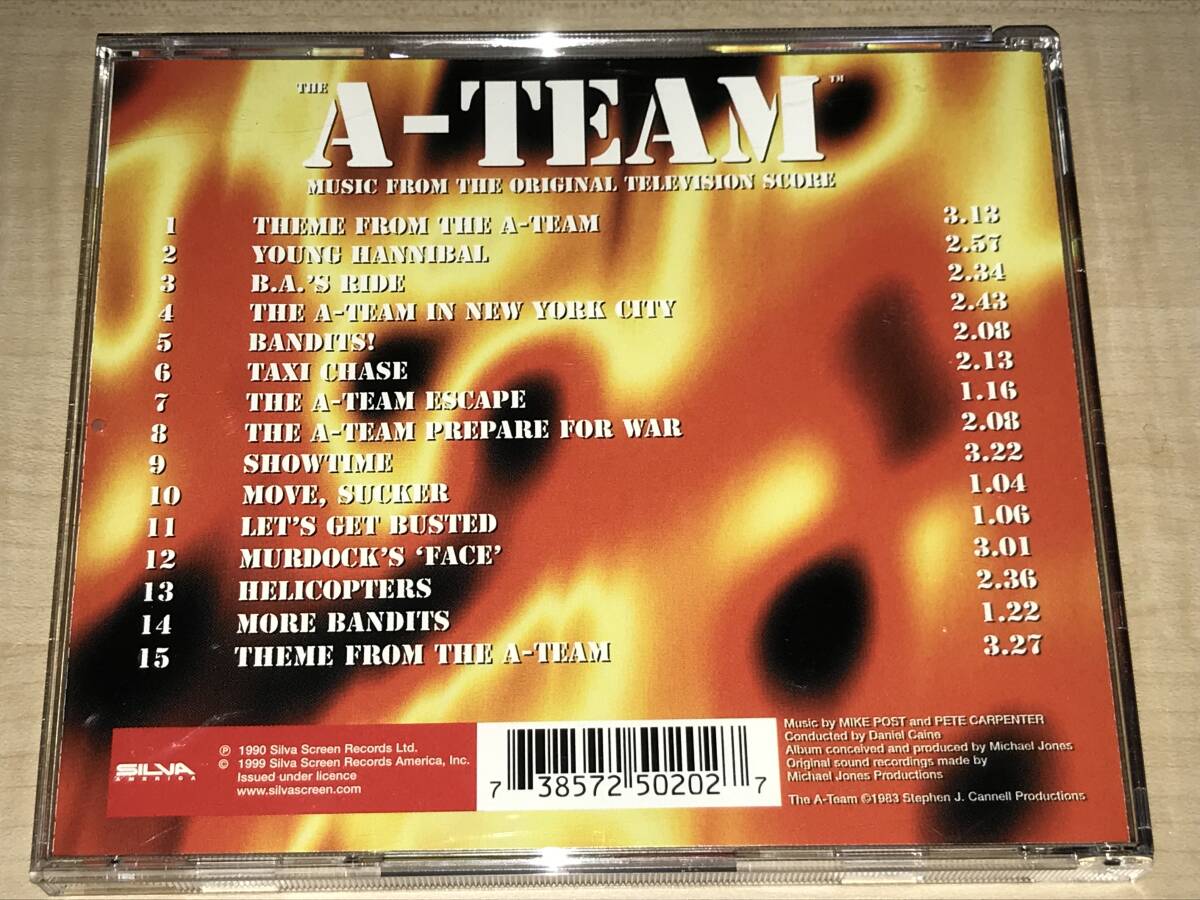 THE A-TEAM™
MUSIC FROM THE ORIGINAL TELEVISION SCORE
1 THEME FROM THE A-TEAM 3.13
2 YOUNG HANNIBAL 2.57
3 B.A.'S RIDE 2.34
4 THE A-TEAM IN NEW YORK CITY 2.43
5 BANDITS! 2.08
6 TAXI CHASE 2.13
7 THE A-TEAM ESCAPE 1.16
8 THE A-TEAM PREPARE FOR WAR 2.08
9 SHOWTIME 3.22
10 MOVE, SUCKER 1.04
11 LET'S GET BUSTED 1.06
12 MURDOCK'S 'FACE' 3.01
13 HELICOPTERS 2.36
14 MORE BANDITS 1.22
15 THEME FROM THE A-TEAM 3.27
SILVA
AMERICA
℗ 1990 Silva Screen Records Ltd.
© 1999 Silva Screen Records America, Inc.
Issued under licence
www.silvascreen.com
7 38572 50202 7
Music by MIKE POST and PETE CARPENTER
Conducted by Daniel Caine
Album conceived and produced by Michael Jones
Original sound recordings made by
Michael Jones Productions
The A-Team ©1983 Stephen J. Cannell Productions